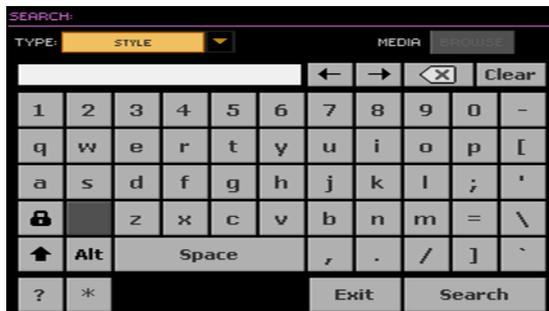 SEARCH:
TYPE: STYLE MEDIA BROWSE
← → Clear
1 2 3 4 5 6 7 8 9 0 -
q w e r t y u i o p [
a s d f g h j k l ; '
z x c v b n m = \
Alt Space , . / ] `
? * Exit Search